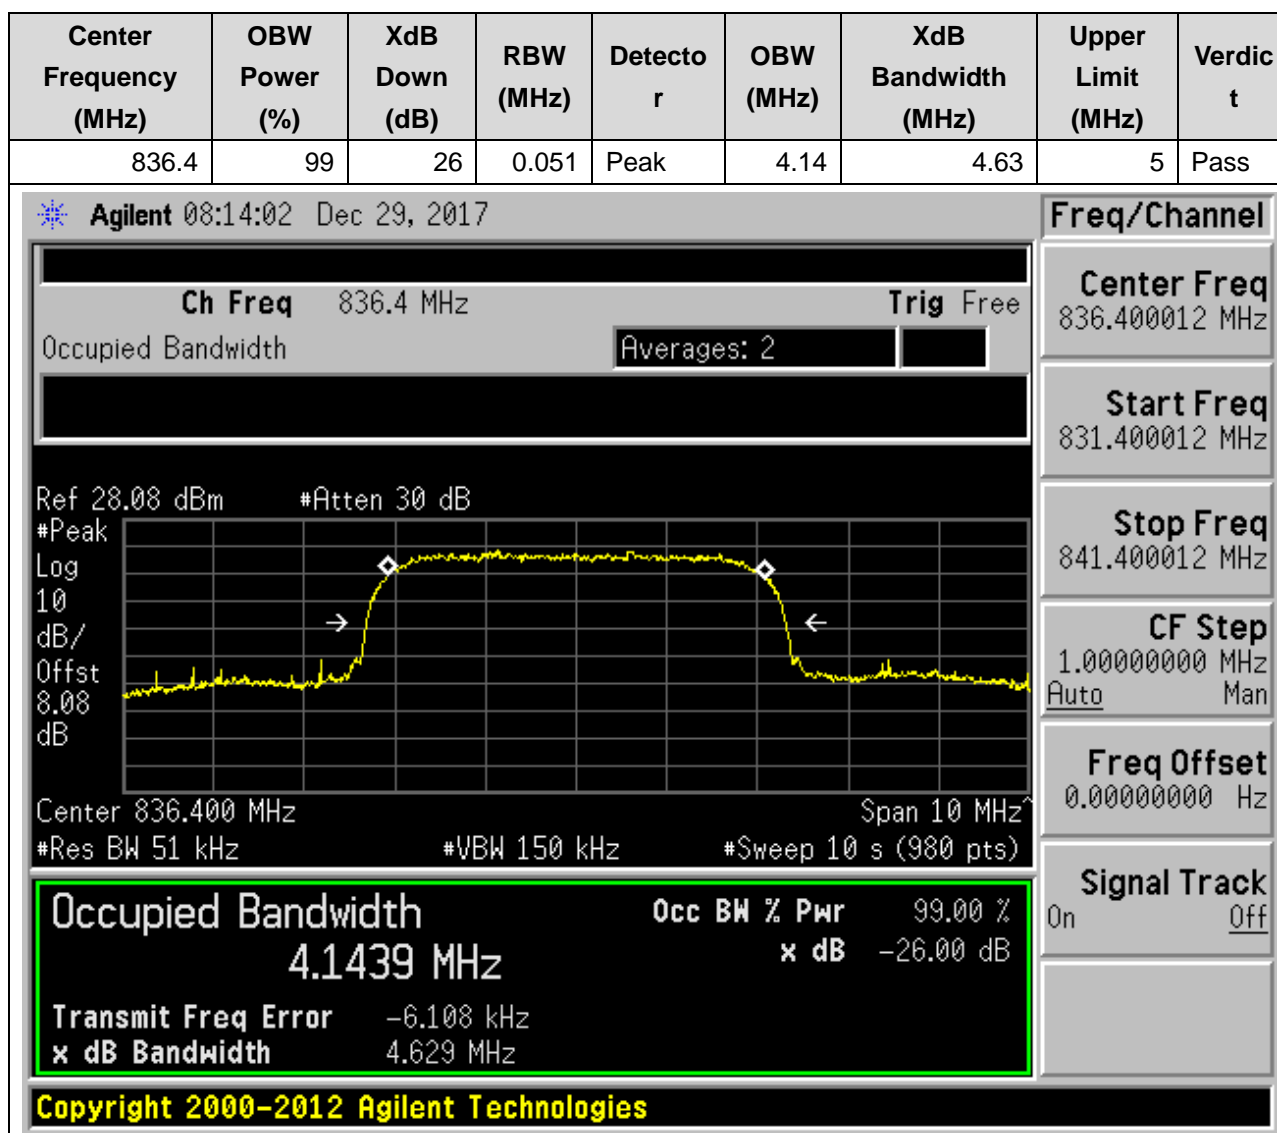 Center Frequency (MHz) OBW Power (%) XdB Down (dB) RBW (MHz) Detector OBW (MHz) XdB Bandwidth (MHz) Upper Limit (MHz) Verdict
836.4 99 26 0.051 Peak 4.14 4.63 5 Pass
Agilent 08:14:02 Dec 29, 2017
Freq/Channel
Ch Freq 836.4 MHz Trig Free
Occupied Bandwidth Averages: 2
Center Freq
836.400012 MHz
Start Freq
831.400012 MHz
Stop Freq
841.400012 MHz
CF Step
1.00000000 MHz
Auto Man
Freq Offset
0.00000000 Hz
Signal Track
On Off
Ref 28.08 dBm #Atten 30 dB
#Peak
Log
10
dB/
Offst
8.08
dB
Center 836.400 MHz Span 10 MHz^
#Res BW 51 kHz #VBW 150 kHz #Sweep 10 s (980 pts)
Occupied Bandwidth Occ BW % Pwr 99.00 %
4.1439 MHz x dB -26.00 dB
Transmit Freq Error -6.108 kHz
x dB Bandwidth 4.629 MHz
Copyright 2000-2012 Agilent Technologies